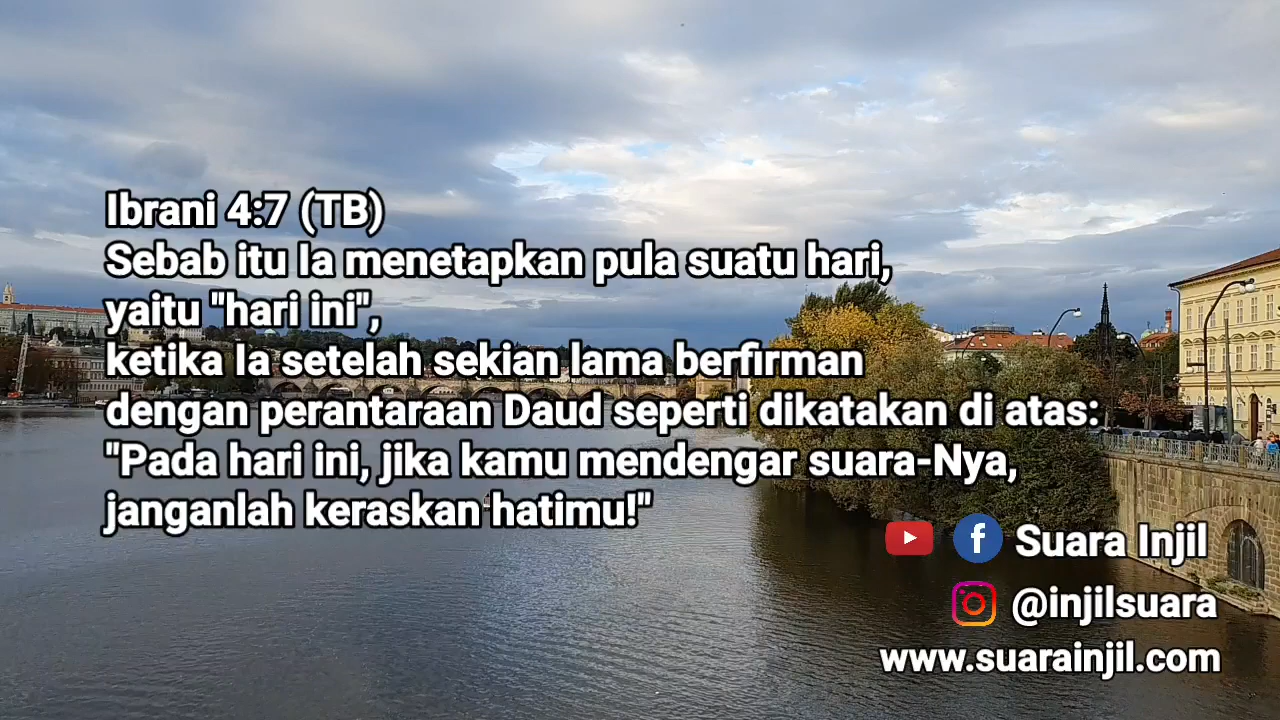 Ibrani 4:7 (TB)
Sebab itu Ia menetapkan pula suatu hari,
yaitu "hari ini",
ketika Ia setelah sekian lama berfirman
dengan perantaraan Daud seperti dikatakan di atas:
"Pada hari ini, jika kamu mendengar suara-Nya,
janganlah keraskan hatimu!"
Suara Injil
@injilsuara
www.suarainjil.com